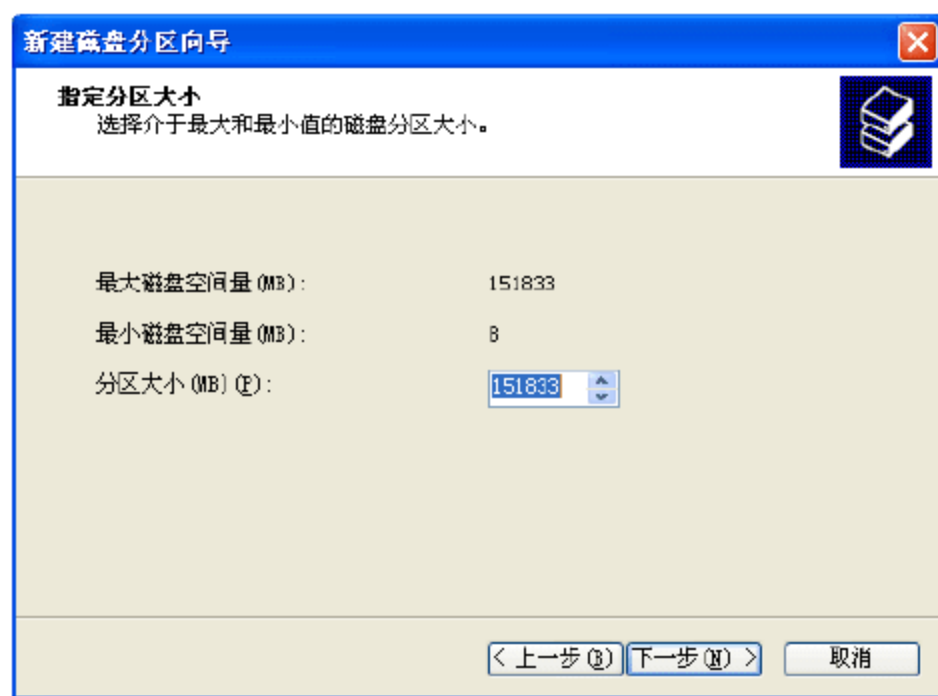 新建磁盘分区向导
指定分区大小
选择介于最大和最小值的磁盘分区大小。
最大磁盘空间量(MB): 151833
最小磁盘空间量(MB): 8
分区大小(MB)(P): 151833
< 上一步(B) 下一步(N) > 取消